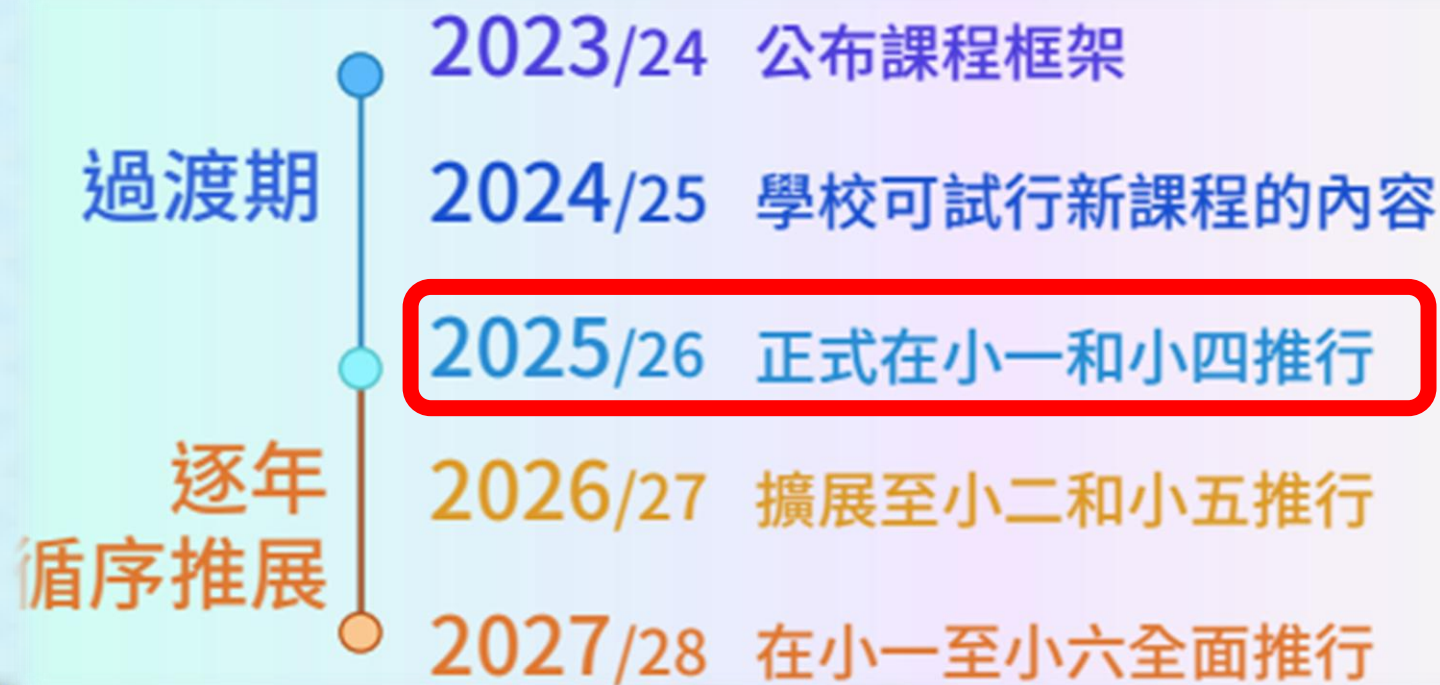 2023/24 公布課程框架
過渡期
2024/25 學校可試行新課程的內容
2025/26 正式在小一和小四推行
逐年
循序推展
2026/27 擴展至小二和小五推行
2027/28 在小一至小六全面推行